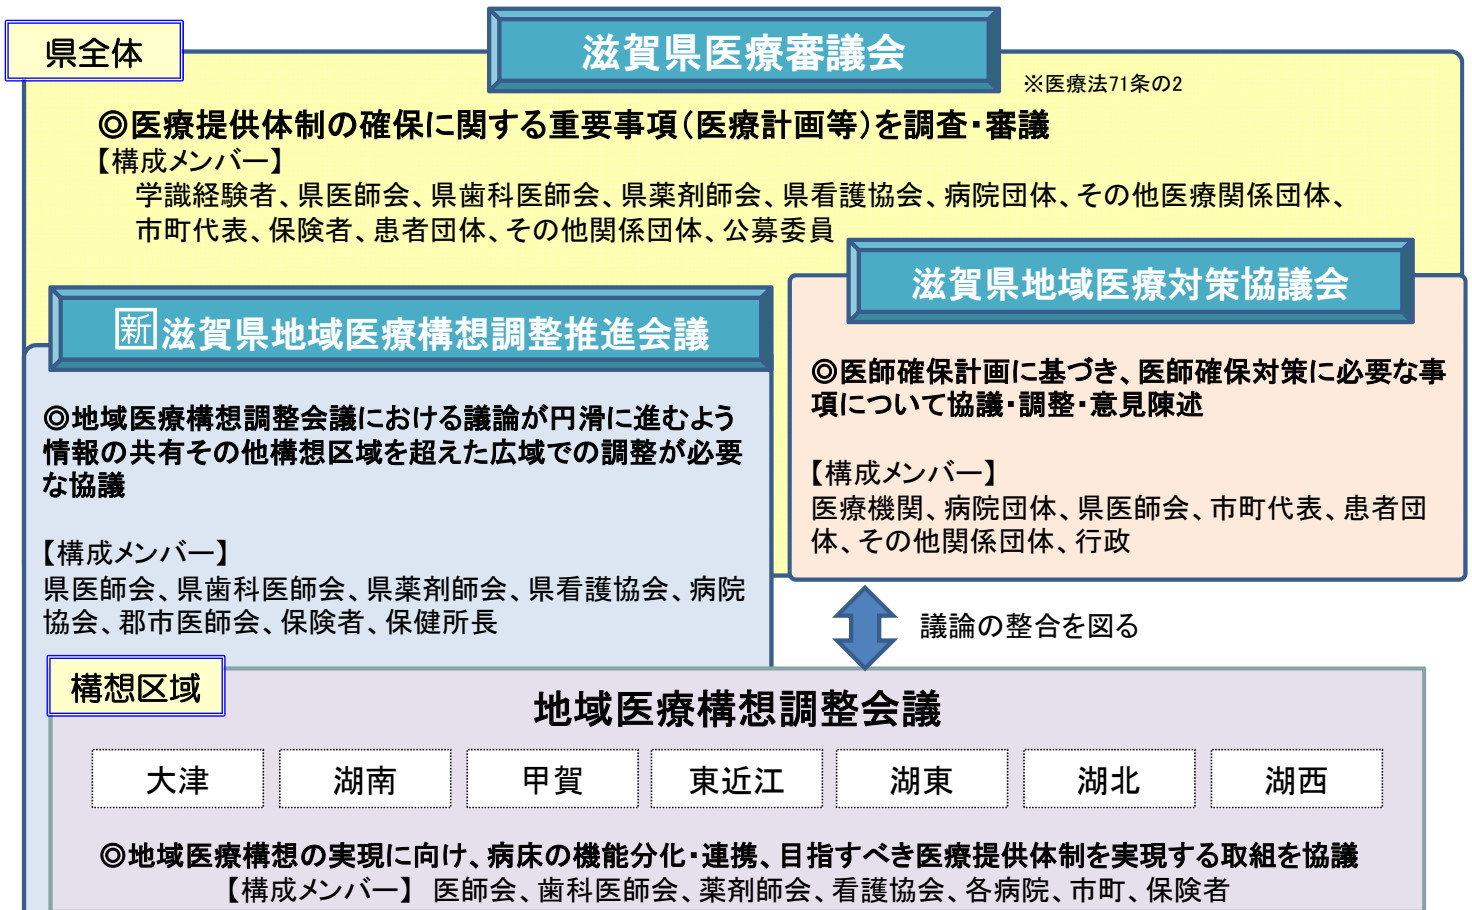 県全体
滋賀県医療審議会
※医療法71条の2
◎医療提供体制の確保に関する重要事項（医療計画等）を調査・審議
【構成メンバー】
学識経験者、県医師会、県歯科医師会、県薬剤師会、県看護協会、病院団体、その他医療関係団体、
市町代表、保険者、患者団体、その他関係団体、公募委員
新滋賀県地域医療構想調整推進会議
◎地域医療構想調整会議における議論が円滑に進むよう
情報の共有その他構想区域を超えた広域での調整が必要
な協議
【構成メンバー】
県医師会、県歯科医師会、県薬剤師会、県看護協会、病院
協会、郡市医師会、保険者、保健所長
滋賀県地域医療対策協議会
◎医師確保計画に基づき、医師確保対策に必要な事
項について協議・調整・意見陳述
【構成メンバー】
医療機関、病院団体、県医師会、市町代表、患者団
体、その他関係団体、行政
議論の整合を図る
構想区域
地域医療構想調整会議
大津
湖南
甲賀
東近江
湖東
湖北
湖西
◎地域医療構想の実現に向け、病床の機能分化・連携、目指すべき医療提供体制を実現する取組を協議
【構成メンバー】 医師会、歯科医師会、薬剤師会、看護協会、各病院、市町、保険者